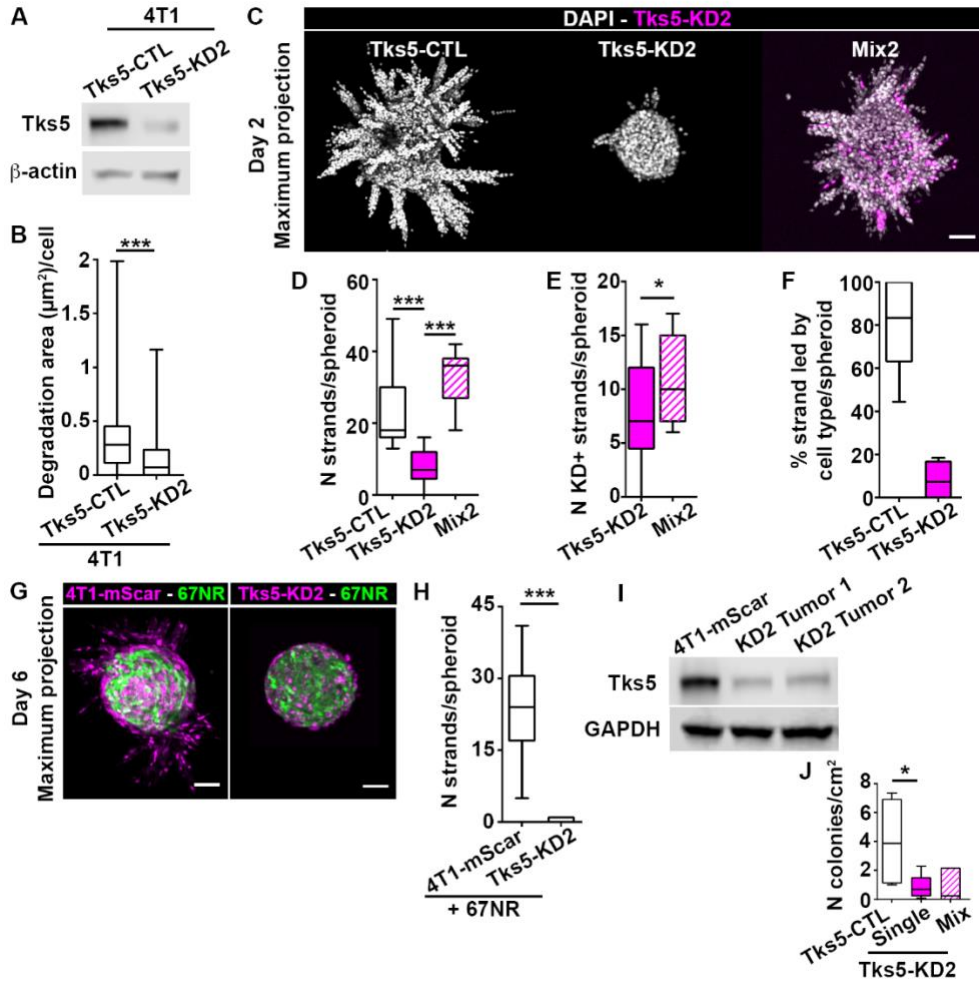 A
4T1
Tks5-CTL
Tks5-KD2
Tks5
β-actin
B
Degradation area (µm²)/cell
2
1.5
1
0.5
0
***
Tks5-CTL
Tks5-KD2
4T1
C
DAPI - Tks5-KD2
Tks5-CTL
Tks5-KD2
Mix2
Day 2
Maximum projection
D
N strands/spheroid
60
40
20
0
***
***
Tks5-CTL
Tks5-KD2
Mix2
E
N KD+ strands/spheroid
20
15
10
5
0
*
Tks5-KD2
Mix2
F
% strand led by
cell type/spheroid
100
80
60
40
20
0
Tks5-CTL
Tks5-KD2
G
4T1-mScar - 67NR
Tks5-KD2 - 67NR
Day 6
Maximum projection
H
N strands/spheroid
45
30
15
0
***
4T1-mScar
Tks5-KD2
+ 67NR
I
4T1-mScar
KD2 Tumor 1
KD2 Tumor 2
Tks5
GAPDH
J
N colonies/cm²
8
6
4
2
0
*
Tks5-CTL
Single
Mix
Tks5-KD2